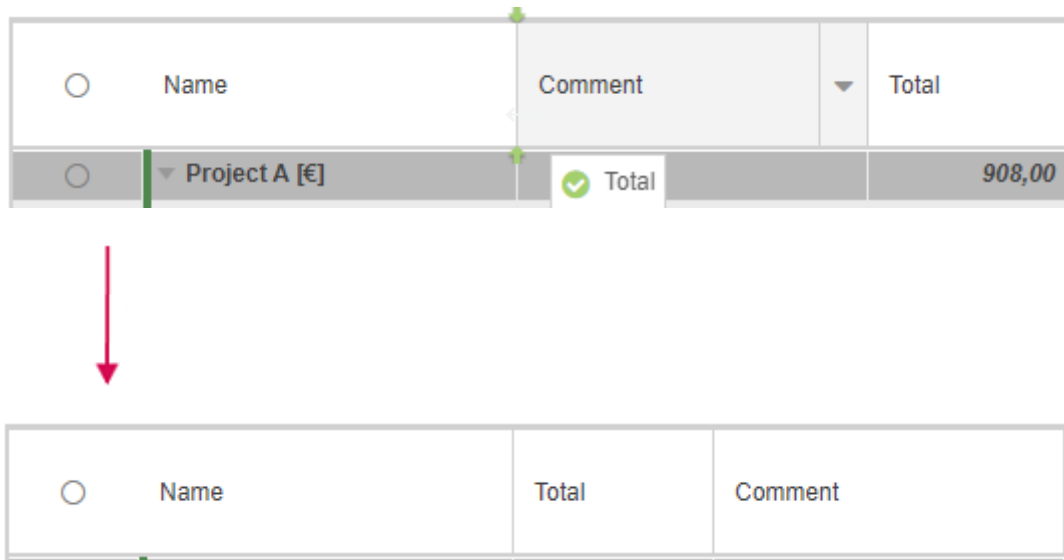 Name Comment Total
Project A [€] 908,00
Total
Name Total Comment